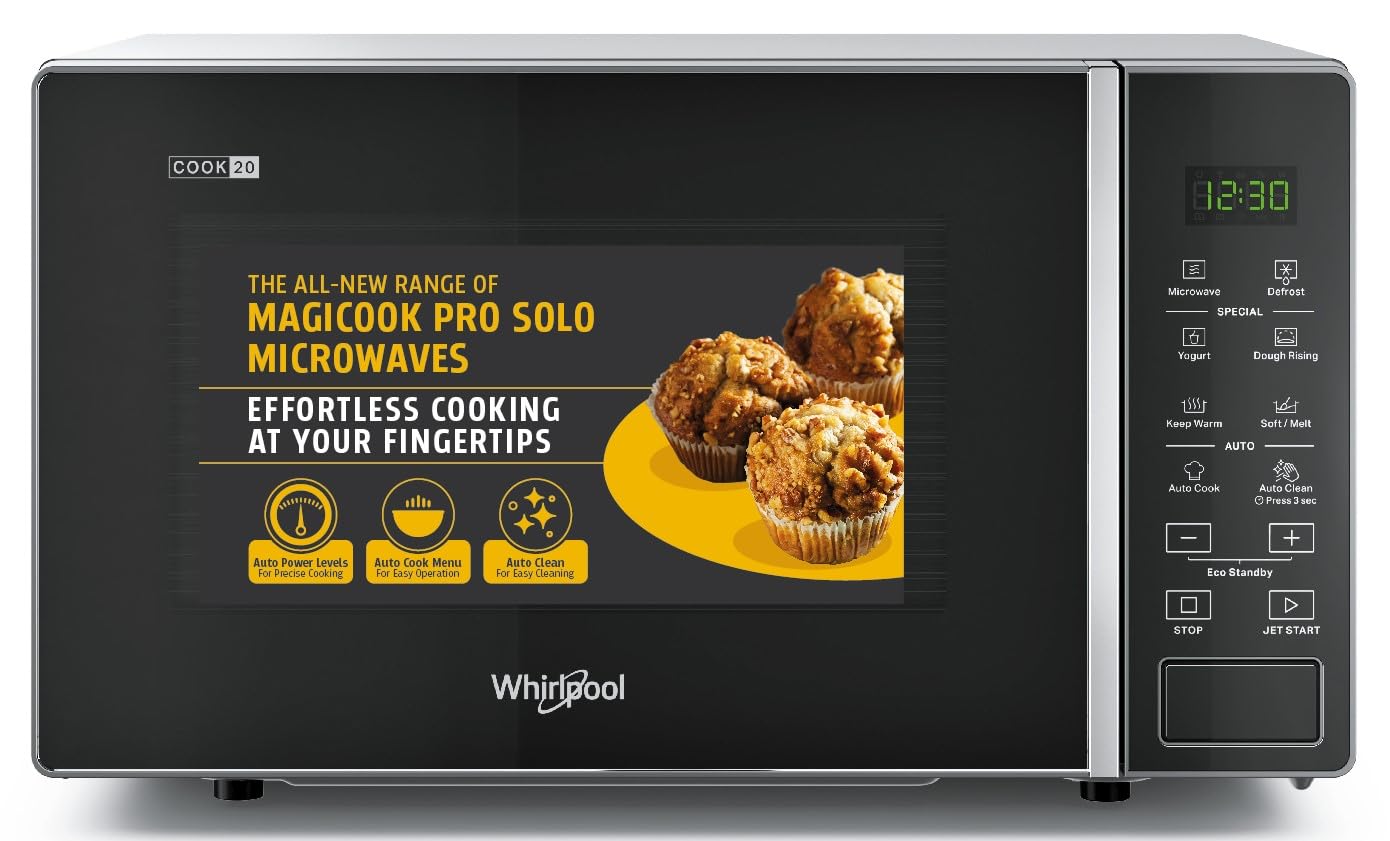 COOK 20
THE ALL-NEW RANGE OF
MAGICOOK PRO SOLO
MICROWAVES
EFFORTLESS COOKING
AT YOUR FINGERTIPS
Auto Power Levels
For Precise Cooking
Auto Cook Menu
For Easy Operation
Auto Clean
For Easy Cleaning
Whirlpool
12:30
Microwave Defrost
SPECIAL
Yogurt Dough Rising
Keep Warm Soft / Melt
AUTO
Auto Cook Auto Clean
Press 3 sec
- +
Eco Standby
STOP JET START